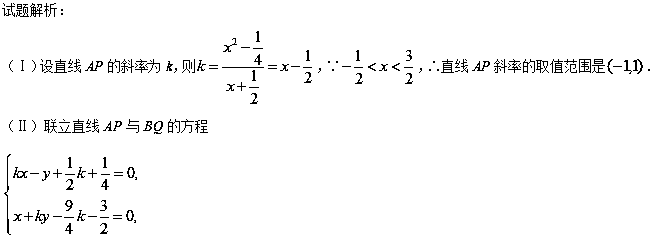 试题解析：
（Ⅰ）设直线 AP 的斜率为 k，则 $k=\frac{x^2-\frac{1}{4}}{x+\frac{1}{2}}=x-\frac{1}{2}$，∵$-\frac{1}{2}<x<\frac{3}{2}$，∴直线 AP 斜率的取值范围是$(-1,1)$．
（Ⅱ）联立直线 AP 与 BQ 的方程
$\begin{cases} kx-y+\frac{1}{2}k+\frac{1}{4}=0, \\ x+ky-\frac{9}{4}k-\frac{3}{2}=0, \end{cases}$